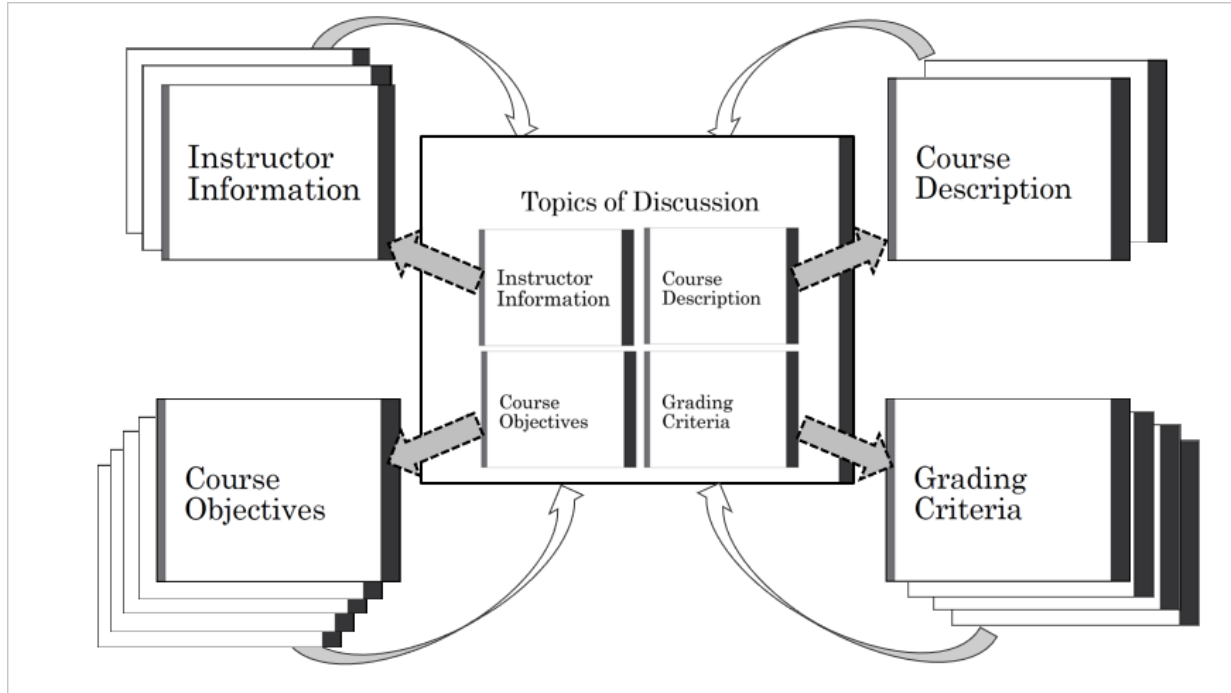 Instructor
Information
Course
Description
Topics of Discussion
Instructor
Information
Course
Description
Course
Objectives
Grading
Criteria
Course
Objectives
Grading
Criteria